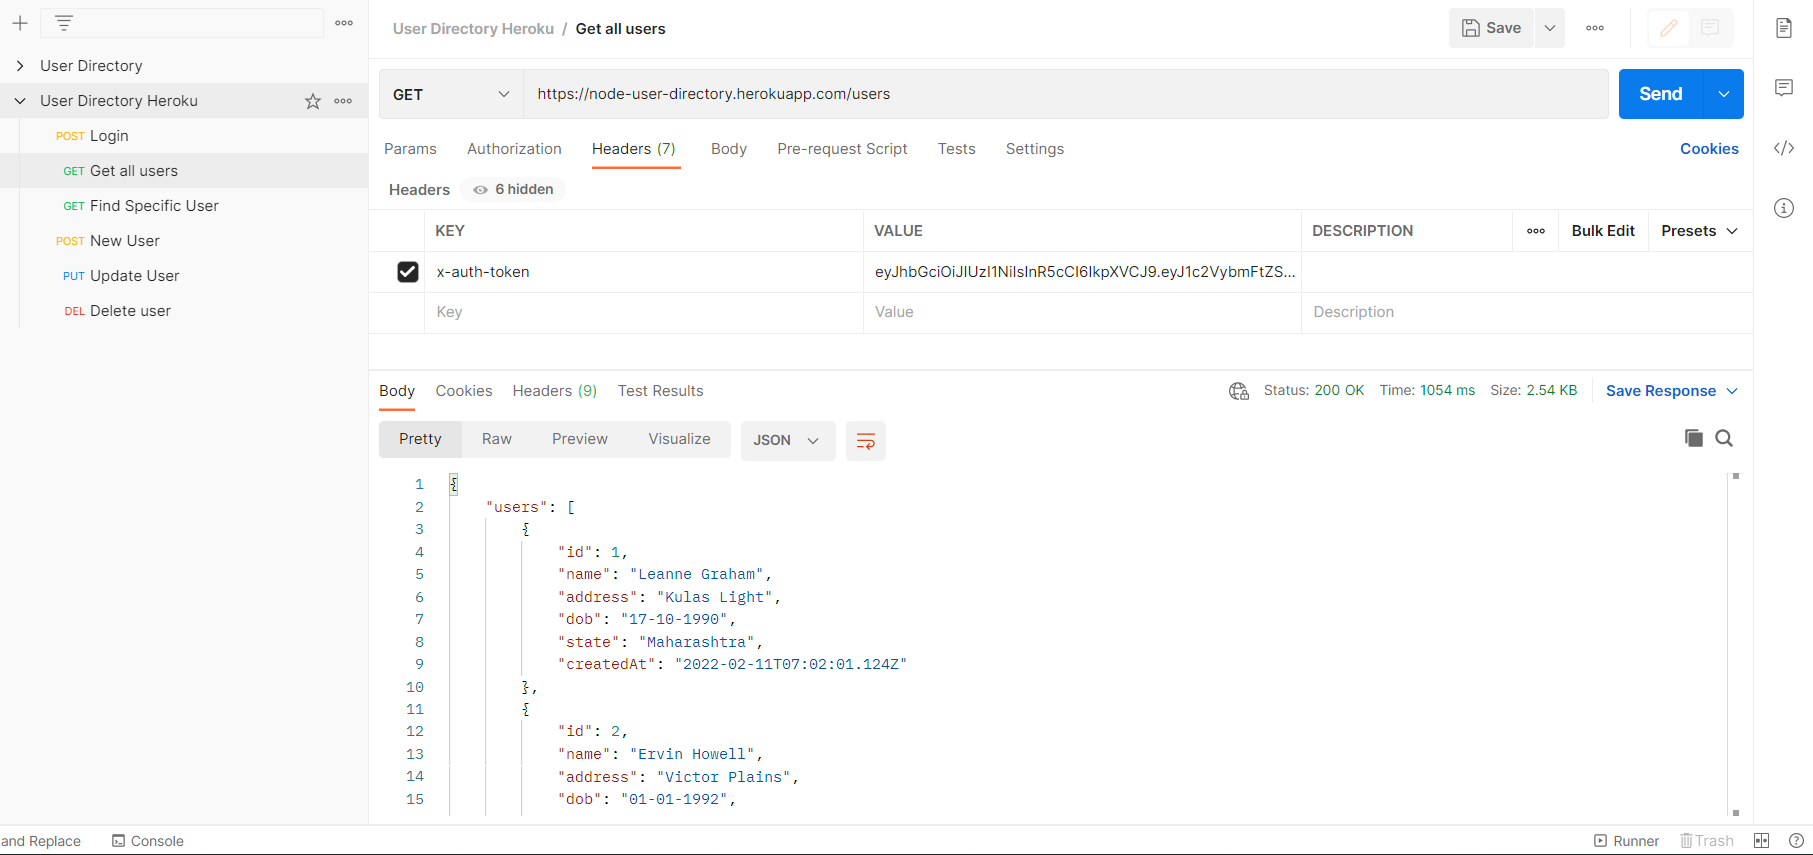 User Directory Heroku / Get all users
Save
User Directory
User Directory Heroku
POST Login
GET Get all users
GET Find Specific User
POST New User
PUT Update User
DEL Delete user
GET https://node-user-directory.herokuapp.com/users Send
Params Authorization Headers (7) Body Pre-request Script Tests Settings Cookies
Headers 6 hidden
KEY VALUE DESCRIPTION Bulk Edit Presets
x-auth-token eyJhbGciOiJIUzI1NiIsInR5cCI6IkpXVCJ9.eyJ1c2VybmFtZS...
Key Value Description
Body Cookies Headers (9) Test Results Status: 200 OK Time: 1054 ms Size: 2.54 KB Save Response
Pretty Raw Preview Visualize JSON
1 {
2 "users": [
3 {
4 "id": 1,
5 "name": "Leanne Graham",
6 "address": "Kulas Light",
7 "dob": "17-10-1990",
8 "state": "Maharashtra",
9 "createdAt": "2022-02-11T07:02:01.124Z"
10 },
11 {
12 "id": 2,
13 "name": "Ervin Howell",
14 "address": "Victor Plains",
15 "dob": "01-01-1992",
and Replace Console Runner Trash